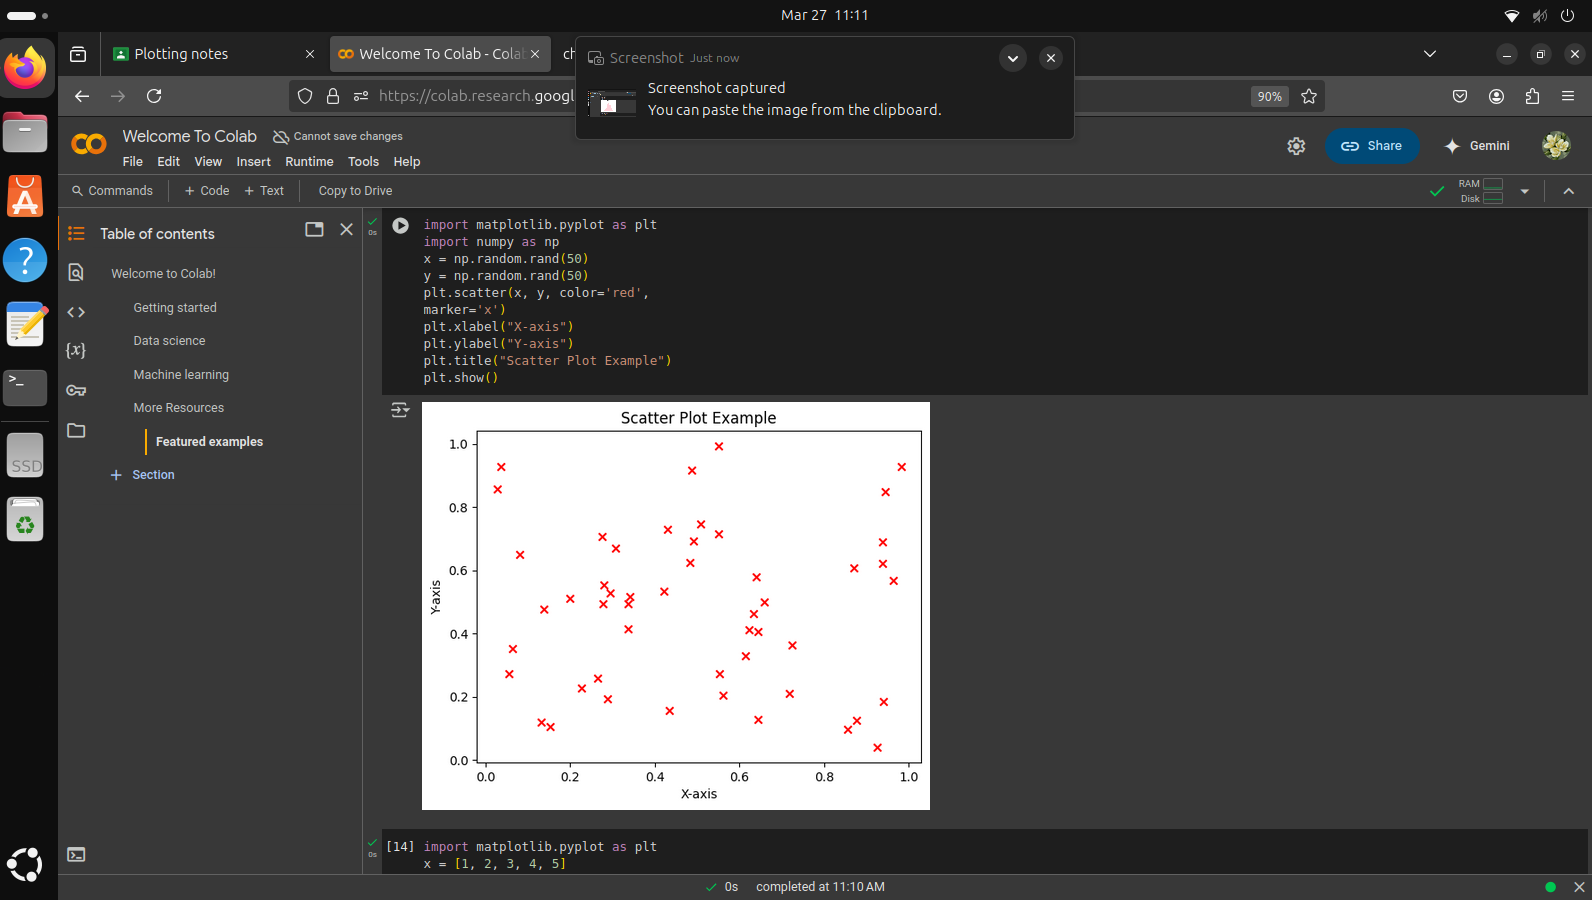 Mar 27 11:11
Plotting notes
Welcome To Colab - Cola
ch
Screenshot Just now
Screenshot captured
You can paste the image from the clipboard.
https://colab.research.googl
90%
Welcome To Colab
Cannot save changes
Share
Gemini
File Edit View Insert Runtime Tools Help
Commands
+ Code + Text
Copy to Drive
RAM
Disk
Table of contents
Welcome to Colab!
Getting started
Data science
Machine learning
More Resources
Featured examples
+ Section
0s
import matplotlib.pyplot as plt
import numpy as np
x = np.random.rand(50)
y = np.random.rand(50)
plt.scatter(x, y, color='red',
marker='x')
plt.xlabel("X-axis")
plt.ylabel("Y-axis")
plt.title("Scatter Plot Example")
plt.show()
Scatter Plot Example
1.0
0.8
0.6
0.4
0.2
0.0
Y-axis
0.0 0.2 0.4 0.6 0.8 1.0
X-axis
0s
[14] import matplotlib.pyplot as plt
x = [1, 2, 3, 4, 5]
0s completed at 11:10 AM
SSD